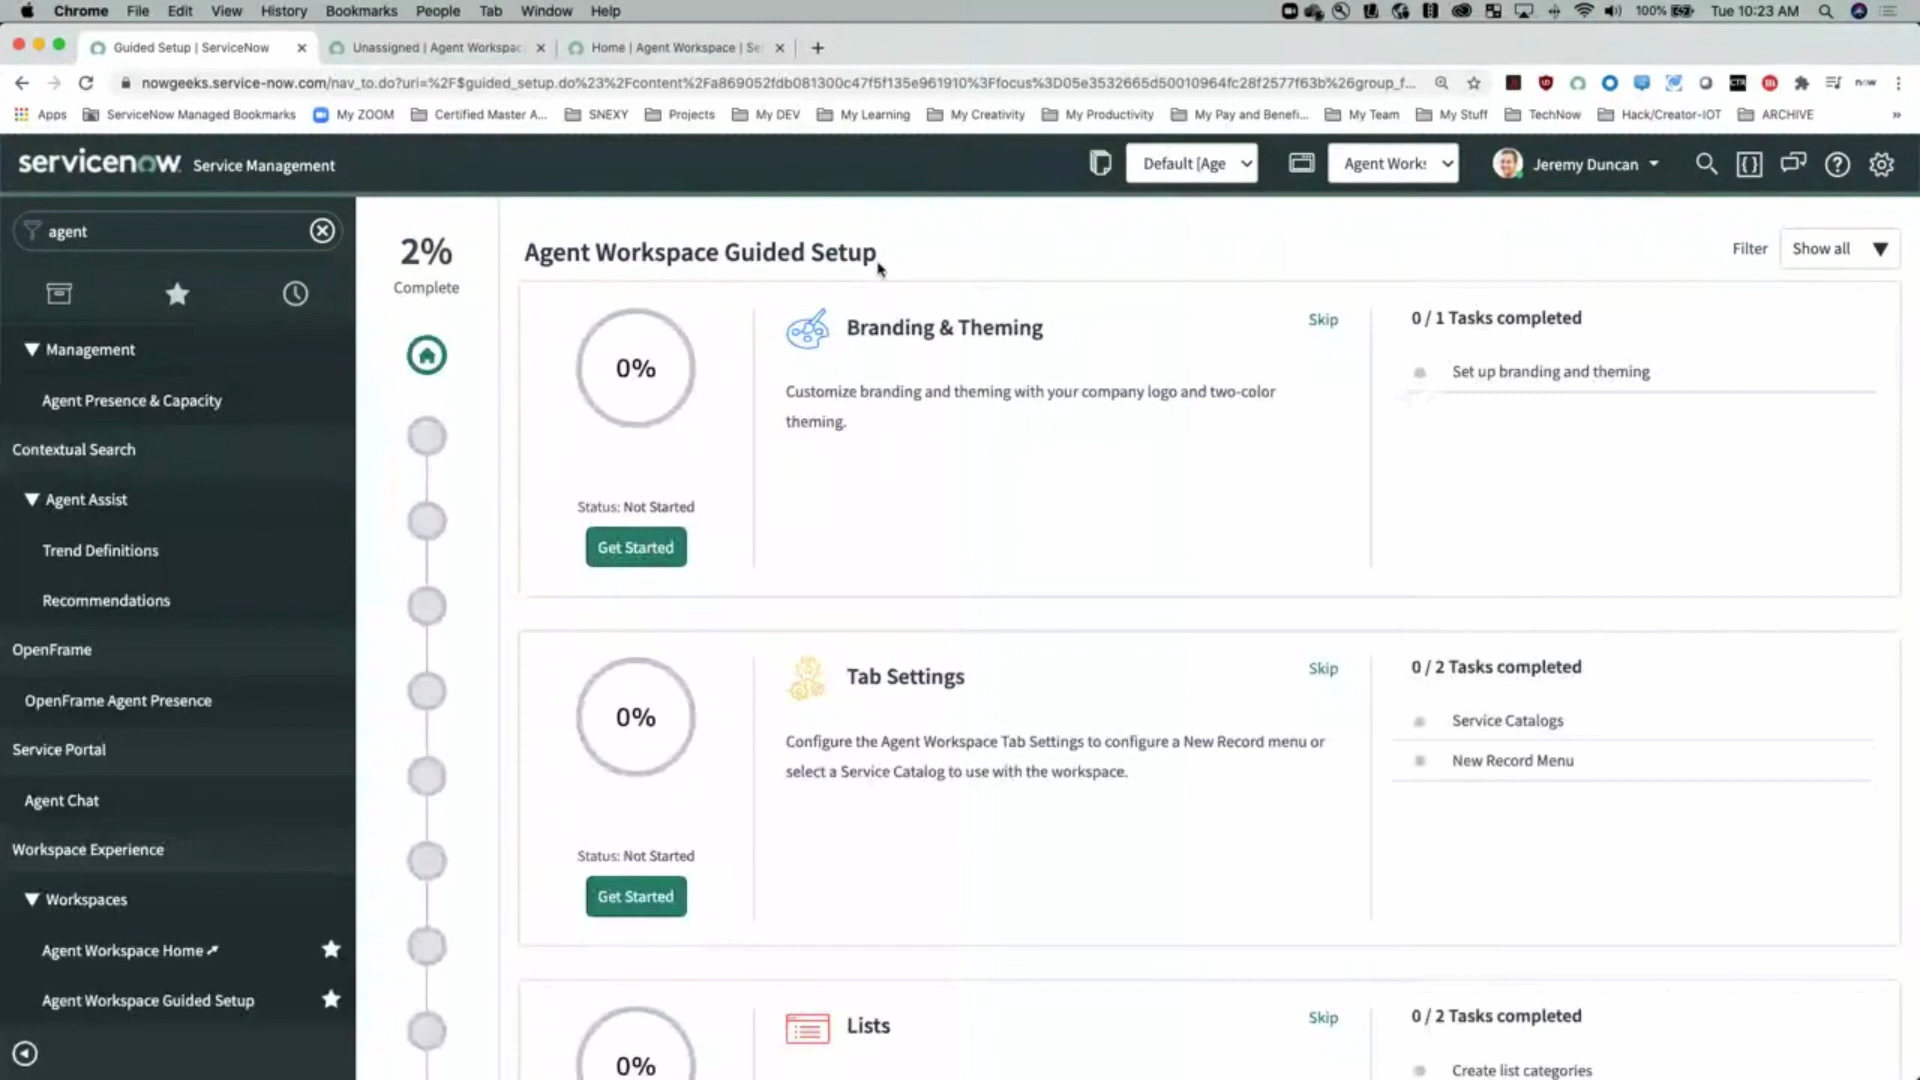 Chrome File Edit View History Bookmarks People Tab Window Help
100% Tue 10:23 AM
Guided Setup | ServiceNow
Unassigned | Agent Workspac
Home | Agent Workspace | Se
nowgeeks.service-now.com/nav_to.do?uri=%2F$guided_setup.do%23%2Fcontent%2Fa869052fdb081300c47f5f135e961910%3Ffocus%3D05e3532665d50010964fc28f2577f63b%26group_f...
Apps ServiceNow Managed Bookmarks My ZOOM Certified Master A... SNEXY Projects My DEV My Learning My Creativity My Productivity My Pay and Benefi... My Team My Stuff TechNow Hack/Creator-IOT ARCHIVE »
servicenow Service Management
Default [Age
Agent Work:
Jeremy Duncan
agent
Management
Agent Presence & Capacity
Contextual Search
Agent Assist
Trend Definitions
Recommendations
OpenFrame
OpenFrame Agent Presence
Service Portal
Agent Chat
Workspace Experience
Workspaces
Agent Workspace Home
Agent Workspace Guided Setup
2%
Complete
Agent Workspace Guided Setup
Filter Show all
0%
Status: Not Started
Get Started
Branding & Theming
Skip
Customize branding and theming with your company logo and two-color
theming.
0 / 1 Tasks completed
Set up branding and theming
0%
Status: Not Started
Get Started
Tab Settings
Skip
Configure the Agent Workspace Tab Settings to configure a New Record menu or
select a Service Catalog to use with the workspace.
0 / 2 Tasks completed
Service Catalogs
New Record Menu
0%
Lists
Skip
0 / 2 Tasks completed
Create list categories